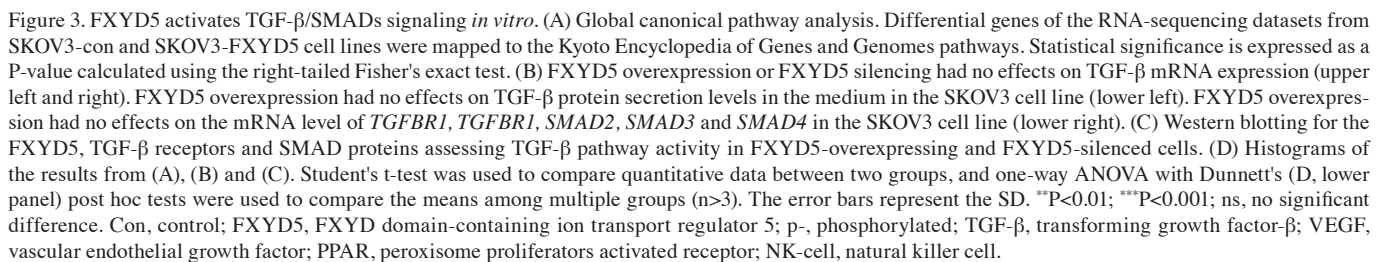 Figure 3. FXYD5 activates TGF-β/SMADs signaling in vitro. (A) Global canonical pathway analysis. Differential genes of the RNA-sequencing datasets from
SKOV3-con and SKOV3-FXYD5 cell lines were mapped to the Kyoto Encyclopedia of Genes and Genomes pathways. Statistical significance is expressed as a
P-value calculated using the right-tailed Fisher's exact test. (B) FXYD5 overexpression or FXYD5 silencing had no effects on TGF-β mRNA expression (upper
left and right). FXYD5 overexpression had no effects on TGF-β protein secretion levels in the medium in the SKOV3 cell line (lower left). FXYD5 overexpres-
sion had no effects on the mRNA level of TGFBR1, TGFBR1, SMAD2, SMAD3 and SMAD4 in the SKOV3 cell line (lower right). (C) Western blotting for the
FXYD5, TGF-β receptors and SMAD proteins assessing TGF-β pathway activity in FXYD5-overexpressing and FXYD5-silenced cells. (D) Histograms of
the results from (A), (B) and (C). Student's t-test was used to compare quantitative data between two groups, and one-way ANOVA with Dunnett's (D, lower
panel) post hoc tests were used to compare the means among multiple groups (n>3). The error bars represent the SD. **P<0.01; ***P<0.001; ns, no significant
difference. Con, control; FXYD5, FXYD domain-containing ion transport regulator 5; p-, phosphorylated; TGF-β, transforming growth factor-β; VEGF,
vascular endothelial growth factor; PPAR, peroxisome proliferators activated receptor; NK-cell, natural killer cell.